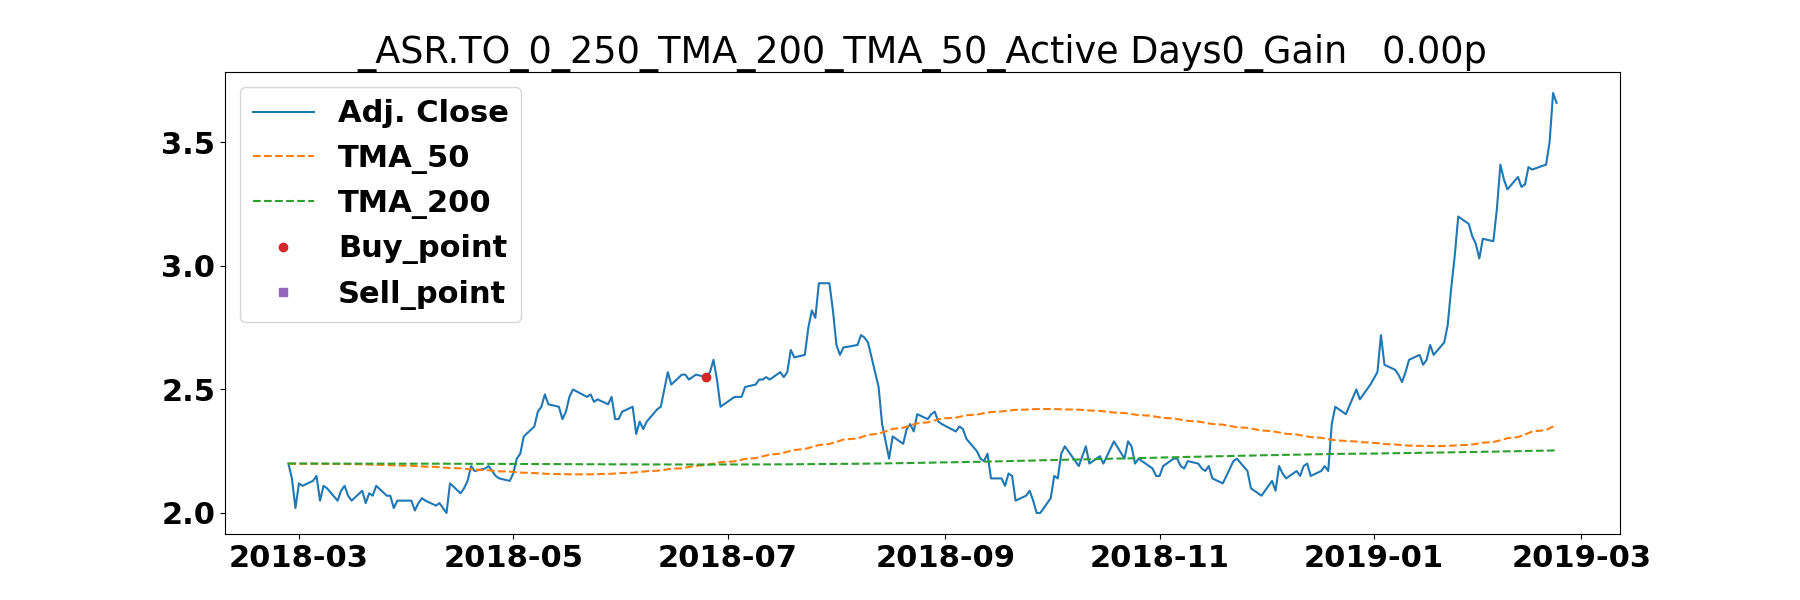 _ASR.TO_0_250_TMA_200_TMA_50_Active Days0_Gain   0.00p
Adj. Close
TMA_50
TMA_200
Buy_point
Sell_point
3.5
3.0
2.5
2.0
2018-03 2018-05 2018-07 2018-09 2018-11 2019-01 2019-03